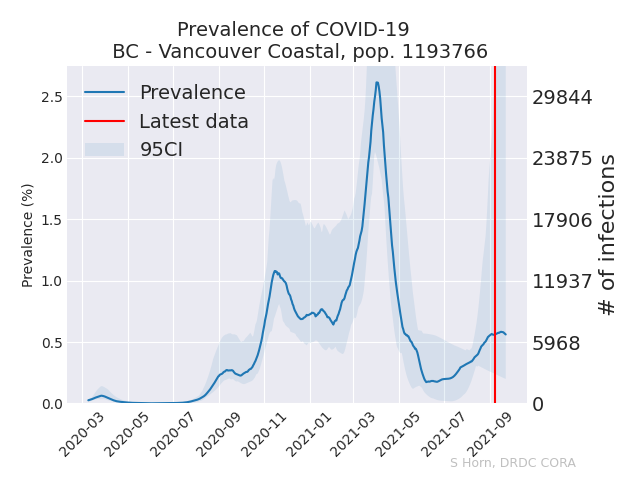 Prevalence of COVID-19
BC - Vancouver Coastal, pop. 1193766
Prevalence
Latest data
95CI
Prevalence (%)
2.5
2.0
1.5
1.0
0.5
0.0
29844
23875
17906
11937
5968
0
# of infections
2020-03
2020-05
2020-07
2020-09
2020-11
2021-01
2021-03
2021-05
2021-07
2021-09
S Horn, DRDC CORA